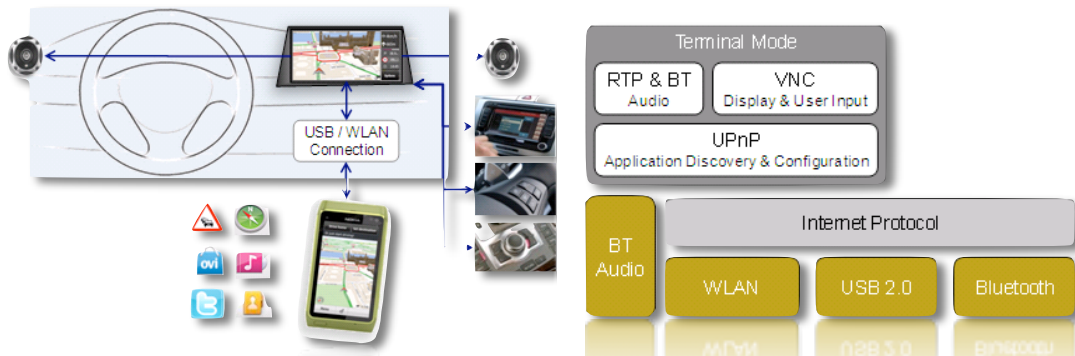 USB / WLAN
Connection
NOKIA
ovi
Terminal Mode
RTP & BT
Audio
VNC
Display & User Input
UPnP
Application Discovery & Configuration
BT
Audio
Internet Protocol
WLAN
USB 2.0
Bluetooth